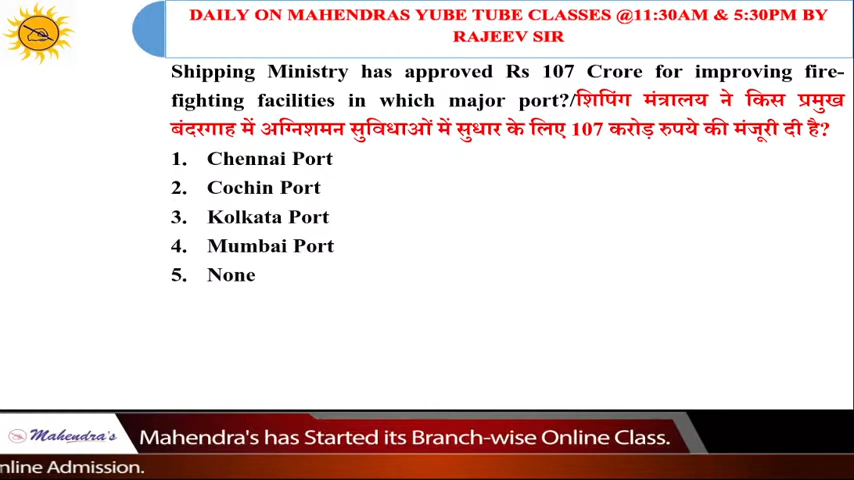 DAILY ON MAHENDRAS YUBE TUBE CLASSES @11:30AM & 5:30PM BY
RAJEEV SIR
Shipping Ministry has approved Rs 107 Crore for improving fire-
fighting facilities in which major port?/शिपिंग मंत्रालय ने किस प्रमुख
बंदरगाह में अग्निशमन सुविधाओं में सुधार के लिए 107 करोड़ रुपये की मंजूरी दी है?
1. Chennai Port
2. Cochin Port
3. Kolkata Port
4. Mumbai Port
5. None
Mahendra's
Mahendra's has Started its Branch-wise Online Class.
nline Admission.